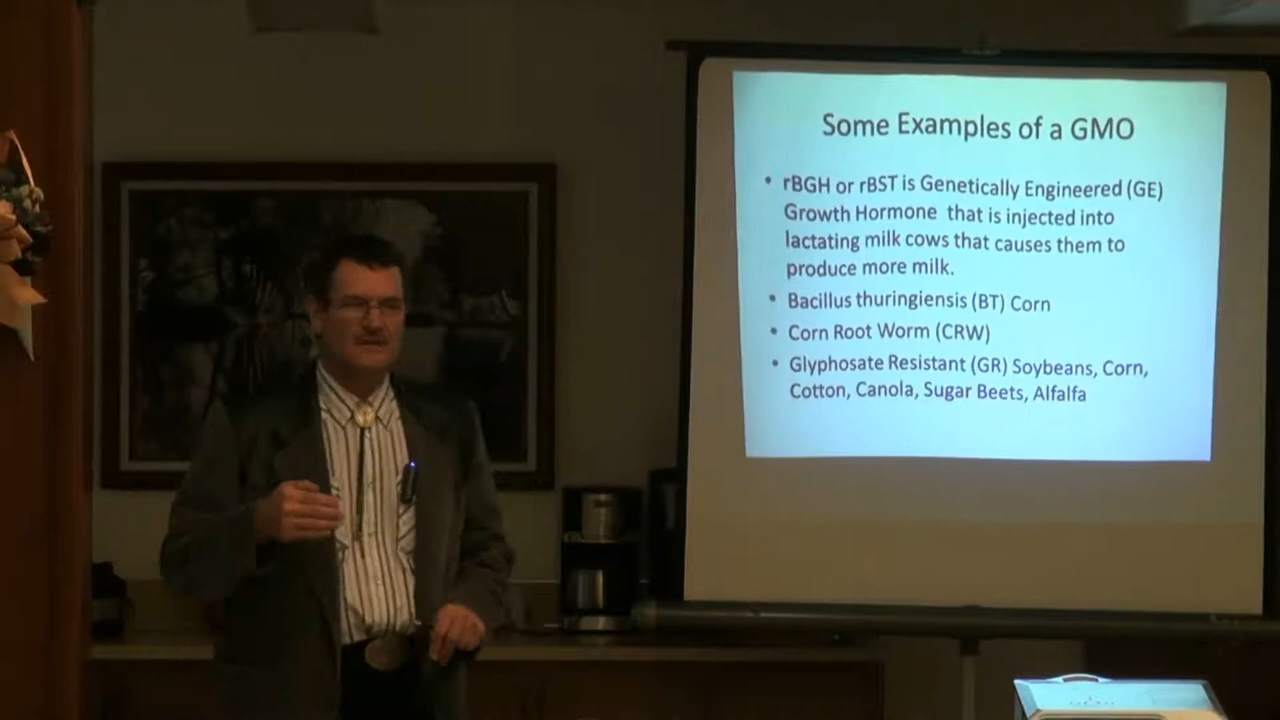 Some Examples of a GMO
• rBGH or rBST is Genetically Engineered (GE)
Growth Hormone that is injected into
lactating milk cows that causes them to
produce more milk.
• Bacillus thuringiensis (BT) Corn
• Corn Root Worm (CRW)
• Glyphosate Resistant (GR) Soybeans, Corn,
Cotton, Canola, Sugar Beets, Alfalfa